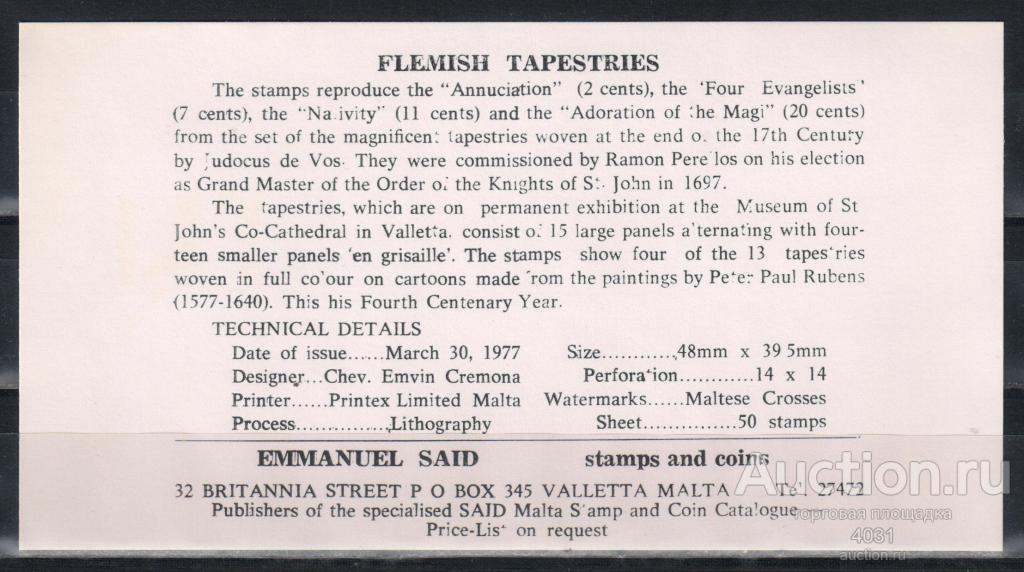 FLEMISH TAPESTRIES
The stamps reproduce the "Annuciation" (2 cents), the 'Four Evangelists'
(7 cents), the "Na.ivity" (11 cents) and the "Adoration of the Magi" (20 cents)
from the set of the magnificent tapestries woven at the end o. the 17th Century
by Judocus de Vos. They were commissioned by Ramon Pere'los on his election
as Grand Master of the Order o. the Knights of St. John in 1697.
The tapestries, which are on permanent exhibition at the Museum of St
John's Co-Cathedral in Valletta, consist o. 15 large panels a'ternating with four-
teen smaller panels 'en grisaille'. The stamps show four of the 13 tapes'ries
woven in full co'our on cartoons made 'rom the paintings by Peter Paul Rubens
(1577-1640). This his Fourth Centenary Year.
TECHNICAL DETAILS
Date of issue......March 30, 1977 Size............48mm x 39 5mm
Designer...Chev. Emvin Cremona Perforation............14 x 14
Printer......Printex Limited Malta Watermarks......Maltese Crosses
Process...............Lithography Sheet...............50 stamps
EMMANUEL SAID stamps and coins
32 BRITANNIA STREET P O BOX 345 VALLETTA MALTA Te'. 27472
Publishers of the specialised SAID Malta S'amp and Coin Catalogue —
Price-Lis' on request
Auction.ru
торговая площадка
4031
auction.ru